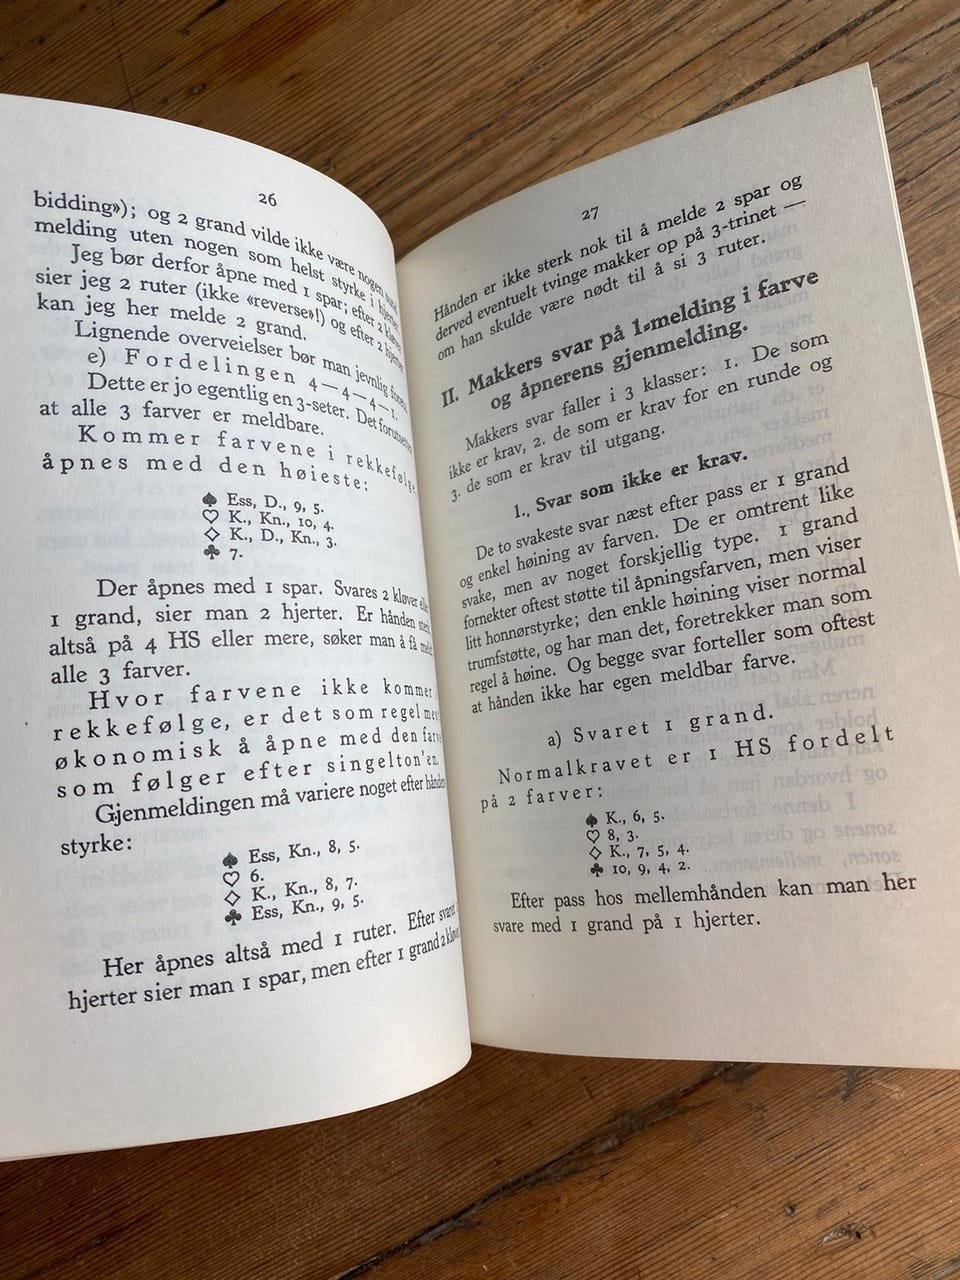 26
bidding»); og 2 grand vilde ikke være nogen
melding uten nogen som helst styrke i hjerter.
Jeg bør derfor åpne med 1 spar; efter 2 kløver
sier jeg 2 ruter (ikke «reverse»!) og efter 2 hjerter
kan jeg her melde 2 grand.
Lignende overveielser bør man jevnlig
e) Fordelingen 4—4—4—1.
Dette er jo egentlig en 3-seter. Det forutsettes
at alle 3 farver er meldbare.
Kommer farvene i rekkefølge,
åpnes med den høieste:
♠ Ess, D., 9, 5.
♡ K., Kn., 10, 4.
♢ K., D., Kn., 3.
♣ 7.
Der åpnes med 1 spar. Svares 2 kløver eller
1 grand, sier man 2 hjerter. Er hånden sterk,
altså på 4 HS eller mere, søker man å få meldt
alle 3 farver.
Hvor farvene ikke kommer i
rekkefølge, er det som regel mer
økonomisk å åpne med den farve
som følger efter singelton'en.
Gjenmeldingen må variere noget efter håndens
styrke:
♠ Ess, Kn., 8, 5.
♡ 6.
♢ K., Kn., 8, 7.
♣ Ess, Kn., 9, 5.
Her åpnes altså med 1 ruter. Efter svaret 1
hjerter sier man 1 spar, men efter 1 grand 2 kløver.
27
Hånden er ikke sterk nok til å melde 2 spar og
derved eventuelt tvinge makker op på 3-trinet —
om han skulde være nødt til å si 3 ruter.
II. Makkers svar på 1-melding i farve
og åpnerens gjenmelding.
Makkers svar faller i 3 klasser: 1. De som
ikke er krav, 2. de som er krav for en runde og
3. de som er krav til utgang.
1. Svar som ikke er krav.
De to svakeste svar næst efter pass er 1 grand
og enkel høining av farven. De er omtrent like
svake, men av noget forskjellig type. 1 grand
fornekter oftest støtte til åpningsfarven, men viser
litt honnørstyrke; den enkle høining viser normal
trumfstøtte, og har man det, foretrekker man som
regel å høine. Og begge svar forteller som oftest
at hånden ikke har egen meldbar farve.
a) Svaret 1 grand.
Normalkravet er 1 HS fordelt
på 2 farver:
♠ K., 6, 5.
♡ 8, 3.
♢ K., 7, 5, 4.
♣ 10, 9, 4, 2.
Efter pass hos mellemhånden kan man her
svare med 1 grand på 1 hjerter.